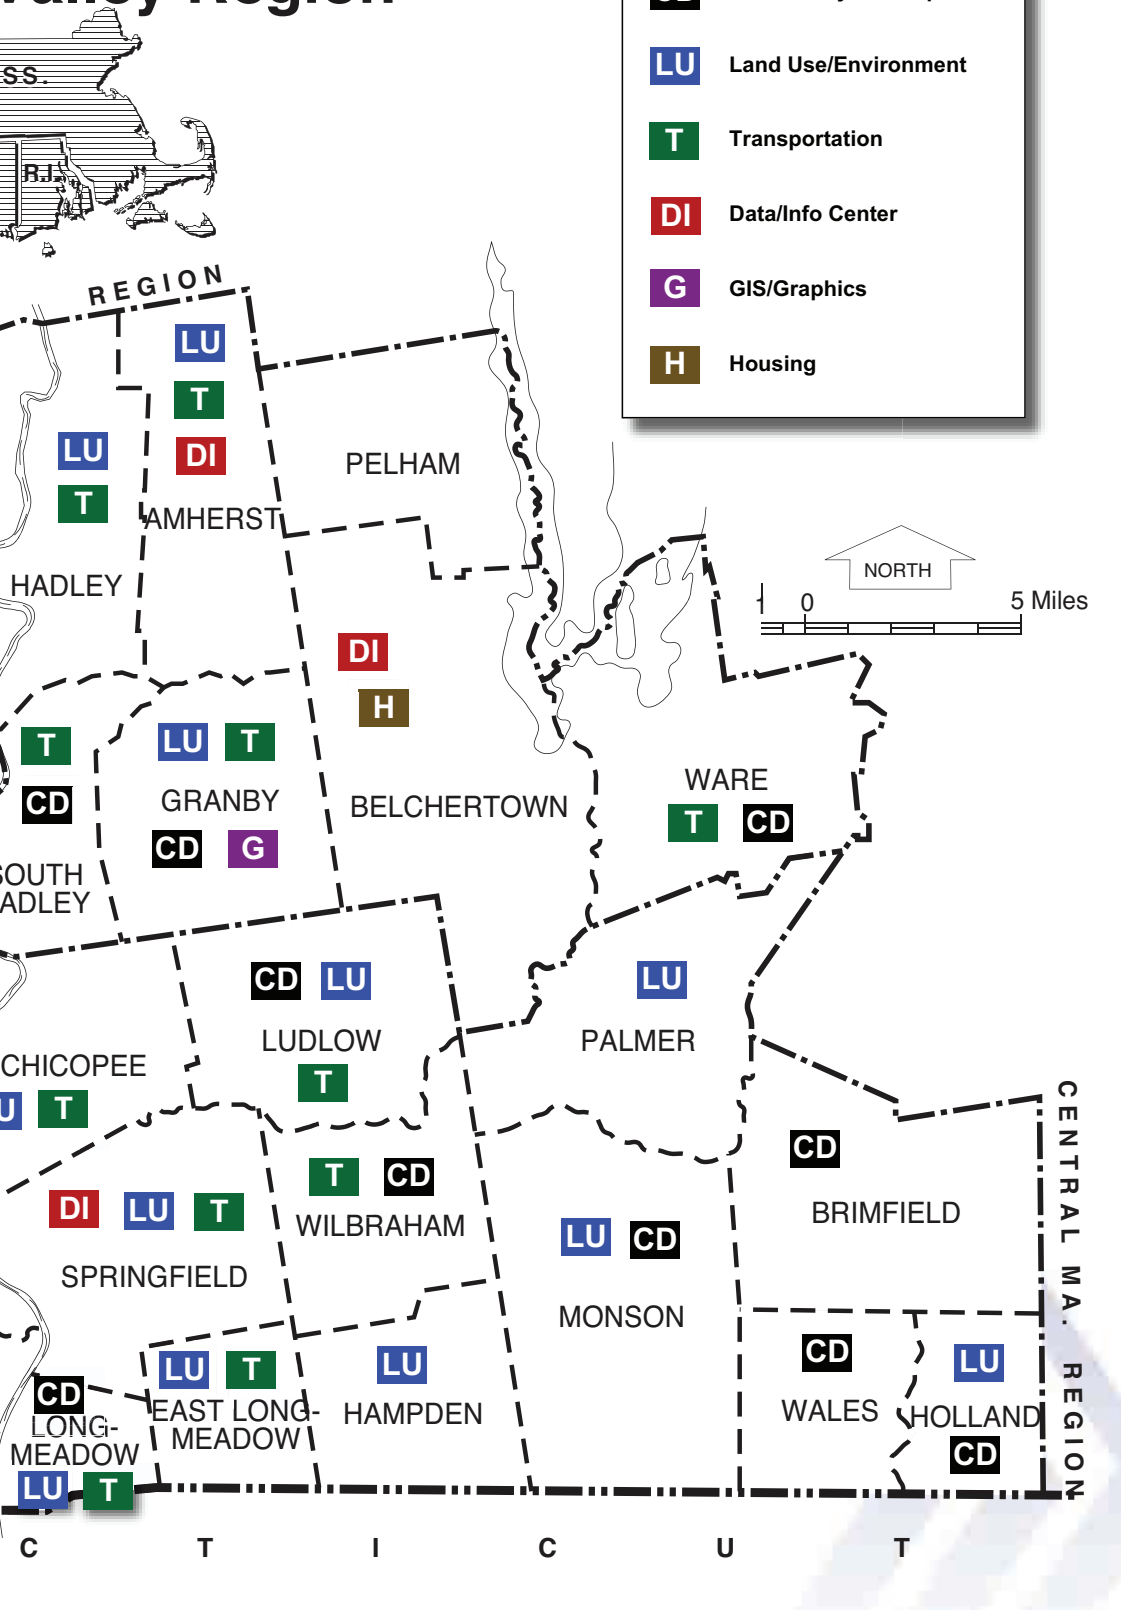 Valley Region
SS.
R.I.
LU Land Use/Environment
T Transportation
DI Data/Info Center
G GIS/Graphics
H Housing
REGION
LU
T
DI
AMHERST
LU
T
HADLEY
PELHAM
NORTH
0 5 Miles
DI
H
BELCHERTOWN
T
CD
SOUTH
ADLEY
LU T
GRANBY
CD G
WARE
T CD
CD LU
LUDLOW
T
LU
PALMER
CHICOPEE
U T
CD
BRIMFIELD
T CD
WILBRAHAM
DI LU T
SPRINGFIELD
LU CD
MONSON
CENTRAL MA. REGION
CD
WALES
LU
HOLLAND
CD
LU
HAMPDEN
LU T
EAST LONG-
MEADOW
CD
LONG-
MEADOW
LU T
C T I C U T